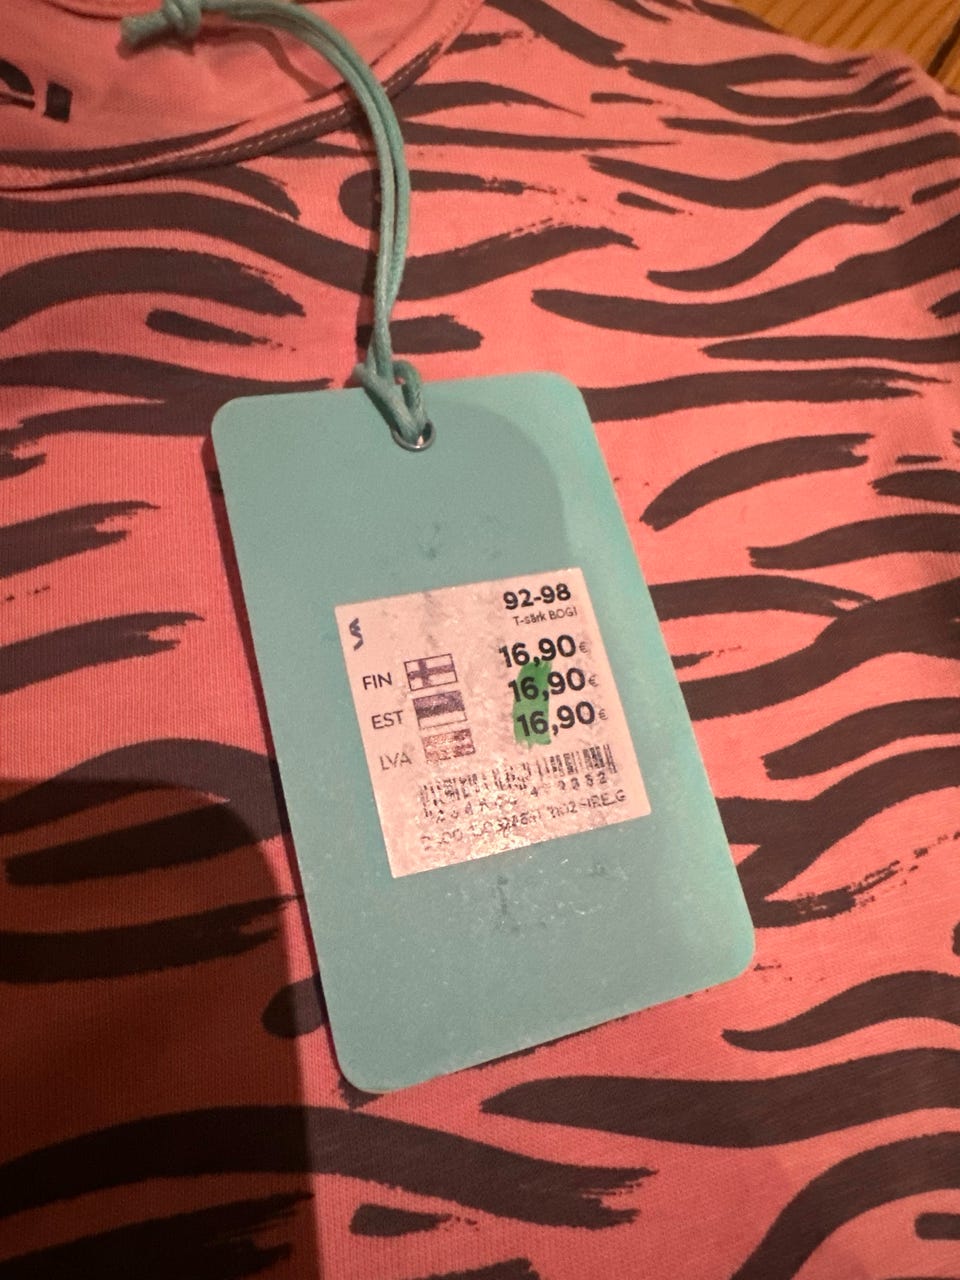 92-98
T-särk BOGI
FIN 16,90€
EST 16,90€
LVA 16,90€